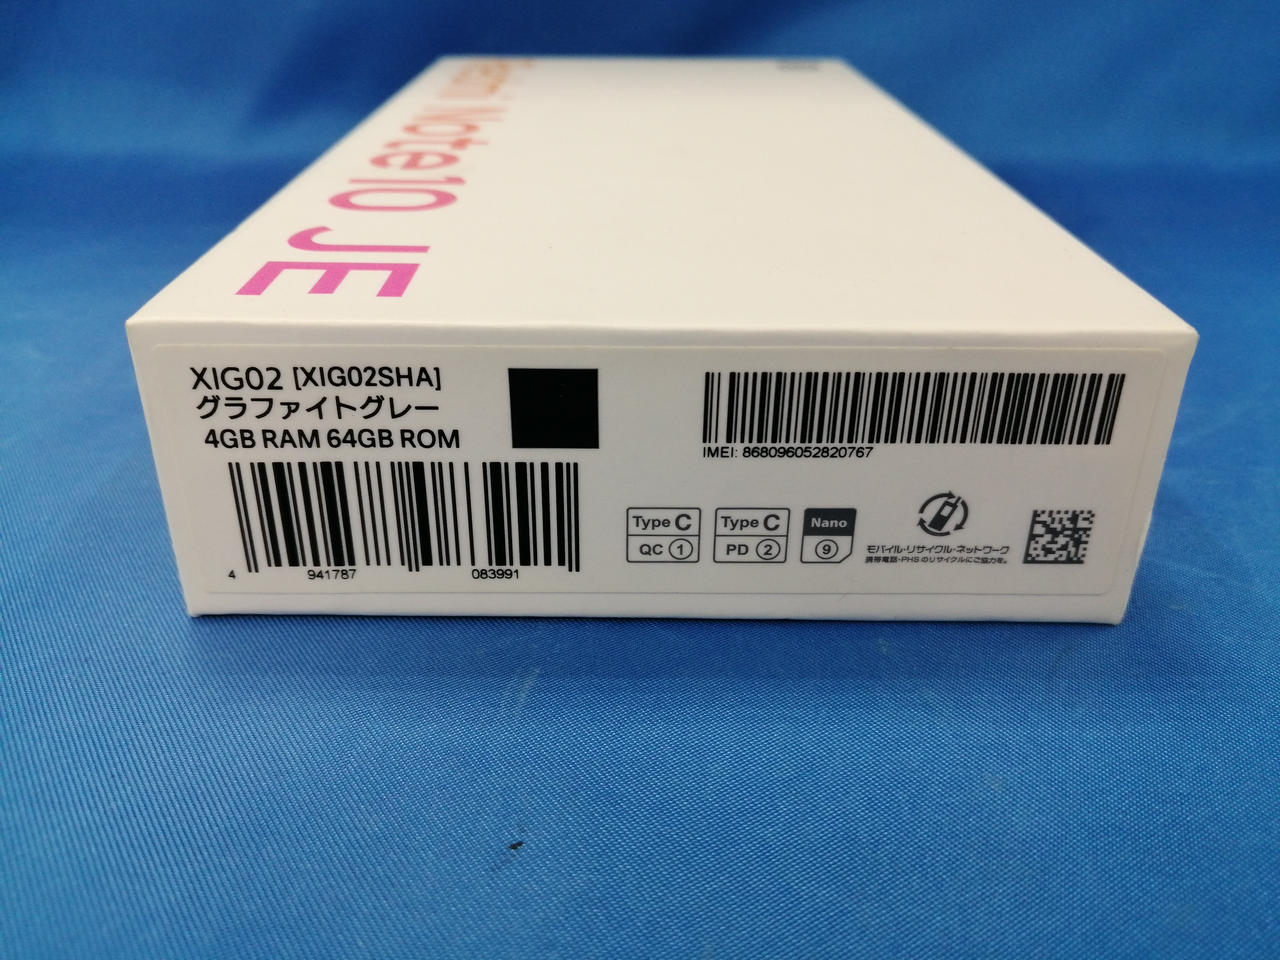 Note10 JE
XIG02 [XIG02SHA]
グラファイトグレー
4GB RAM 64GB ROM
4 941787 083991
IMEI: 868096052820767
Type C
QC 1
Type C
PD 2
Nano
9
モバイル・リサイクル・ネットワーク
携帯電話・PHSのリサイクルにご協力を。